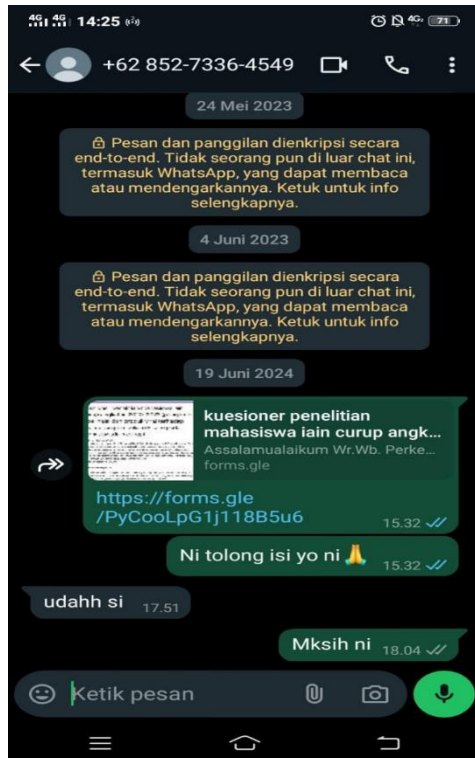 14:25
71
+62 852-7336-4549
24 Mei 2023
Pesan dan panggilan dienkripsi secara
end-to-end. Tidak seorang pun di luar chat ini,
termasuk WhatsApp, yang dapat membaca
atau mendengarkannya. Ketuk untuk info
selengkapnya.
4 Juni 2023
Pesan dan panggilan dienkripsi secara
end-to-end. Tidak seorang pun di luar chat ini,
termasuk WhatsApp, yang dapat membaca
atau mendengarkannya. Ketuk untuk info
selengkapnya.
19 Juni 2024
kuesioner penelitian
mahasiswa iain curup angk...
Assalamualaikum Wr.Wb. Perke...
forms.gle
https://forms.gle
/PyCooLpG1j118B5u6
15.32
Ni tolong isi yo ni 🙏 15.32
udahh si 17.51
Mksih ni 18.04
Ketik pesan